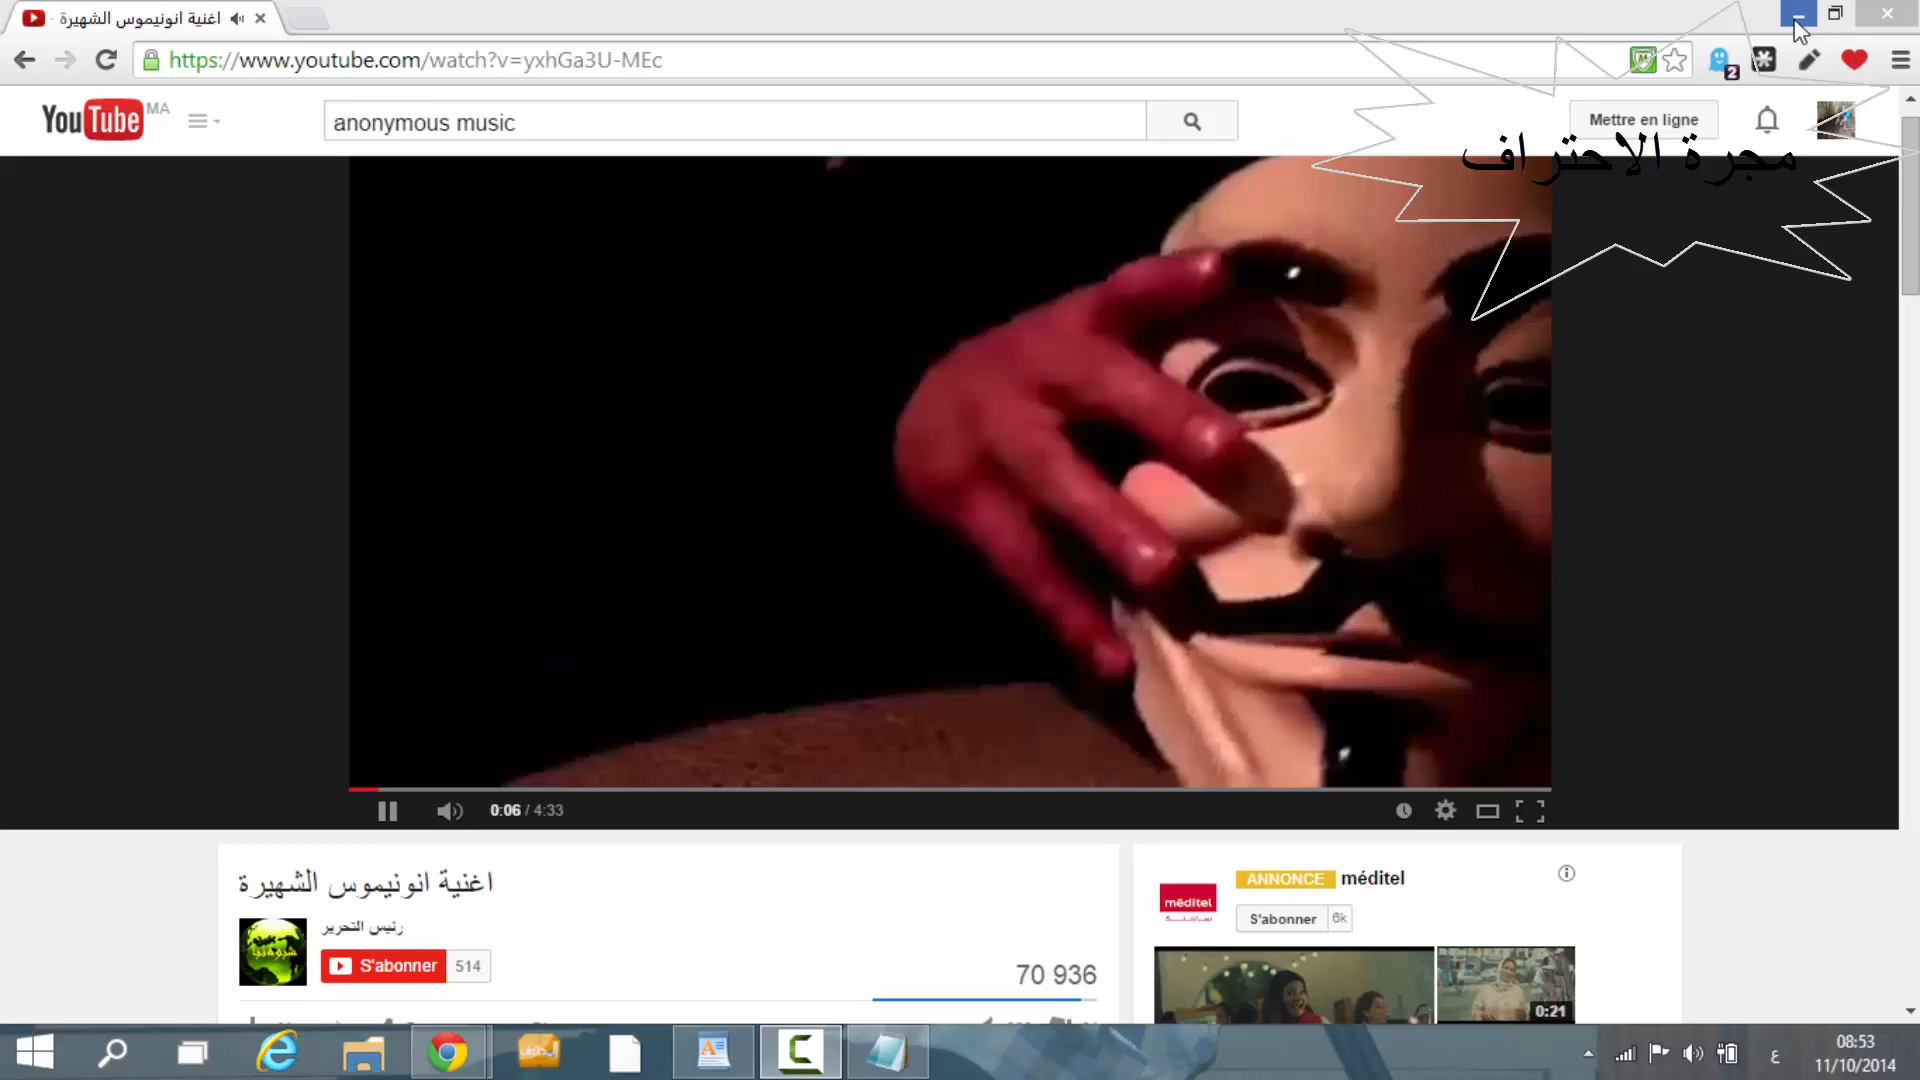 اغنية انونيموس الشهيرة
https://www.youtube.com/watch?v=yxhGa3U-MEc
2
YouTube MA
anonymous music
Mettre en ligne
مجرة الاحتراف
0:06 / 4:33
اغنية انونيموس الشهيرة
رئيس التحرير
S'abonner 514
70 936
ANNONCE méditel
méditel
S'abonner 6k
0:21
ع
08:53
11/10/2014